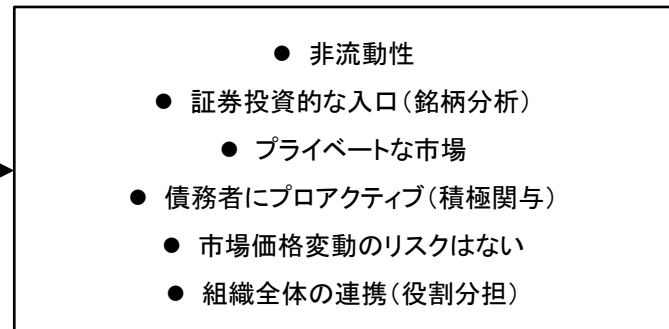 ● 非流動性
● 証券投資的な入口（銘柄分析）
● プライベートな市場
● 債務者にプロアクティブ（積極関与）
● 市場価格変動のリスクはない
● 組織全体の連携（役割分担）